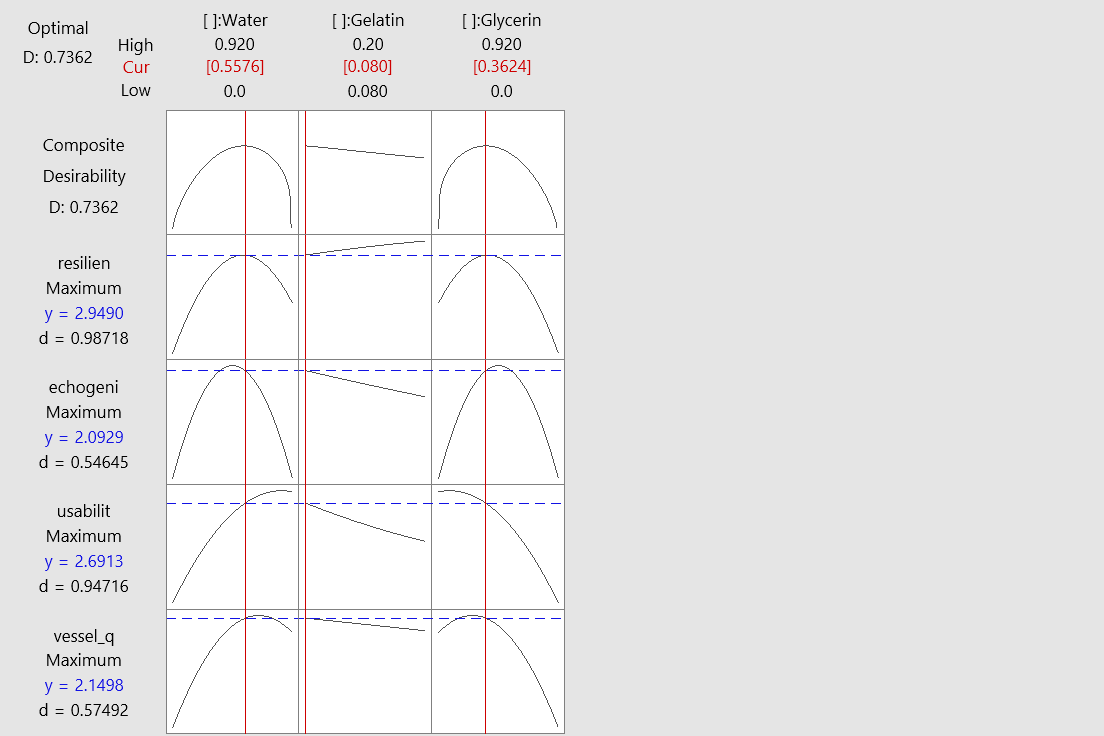 Optimal
D: 0.7362
High
Cur
Low
[ ]:Water
0.920
[0.5576]
0.0
[ ]:Gelatin
0.20
[0.080]
0.080
[ ]:Glycerin
0.920
[0.3624]
0.0
Composite
Desirability
D: 0.7362
resilien
Maximum
y = 2.9490
d = 0.98718
echogeni
Maximum
y = 2.0929
d = 0.54645
usabilit
Maximum
y = 2.6913
d = 0.94716
vessel_q
Maximum
y = 2.1498
d = 0.57492